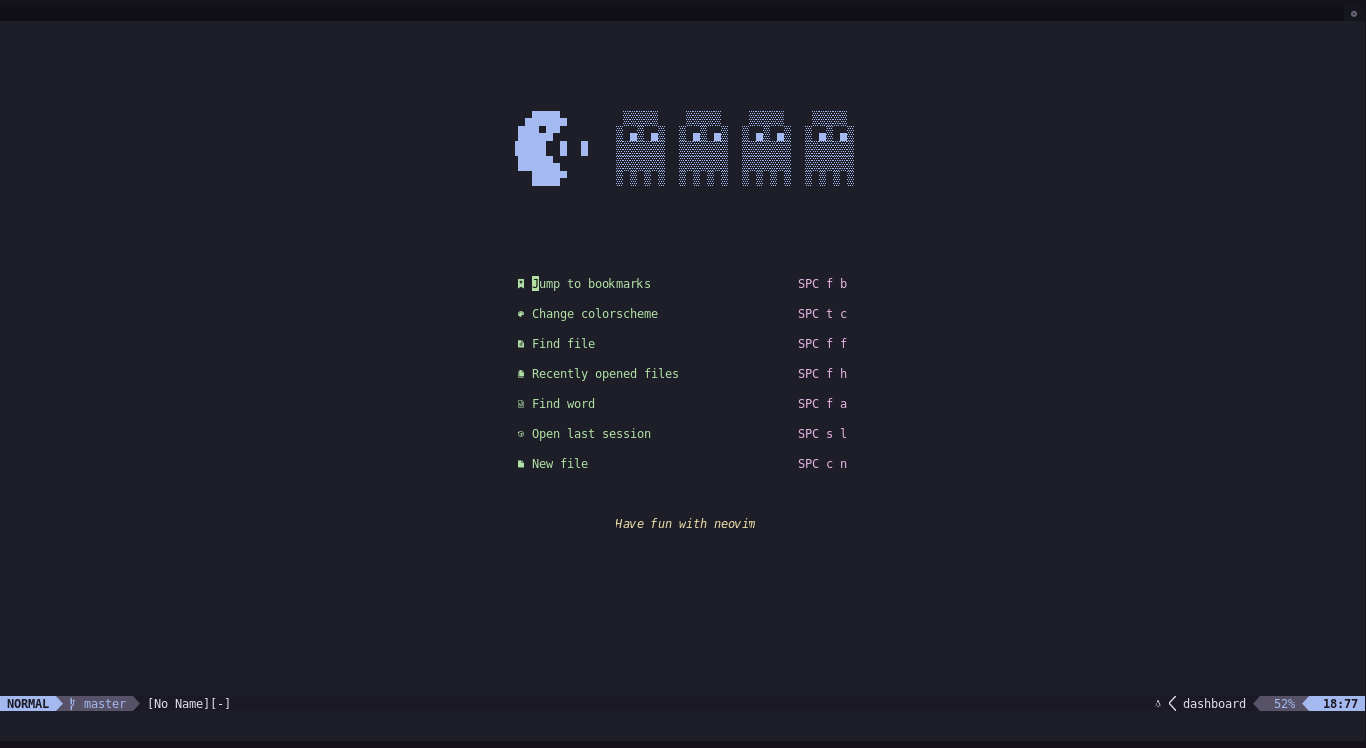 Jump to bookmarks SPC f b
Change colorscheme SPC t c
Find file SPC f f
Recently opened files SPC f h
Find word SPC f a
Open last session SPC s l
New file SPC c n
Have fun with neovim
NORMAL master [No Name][-] dashboard 52% 18:77